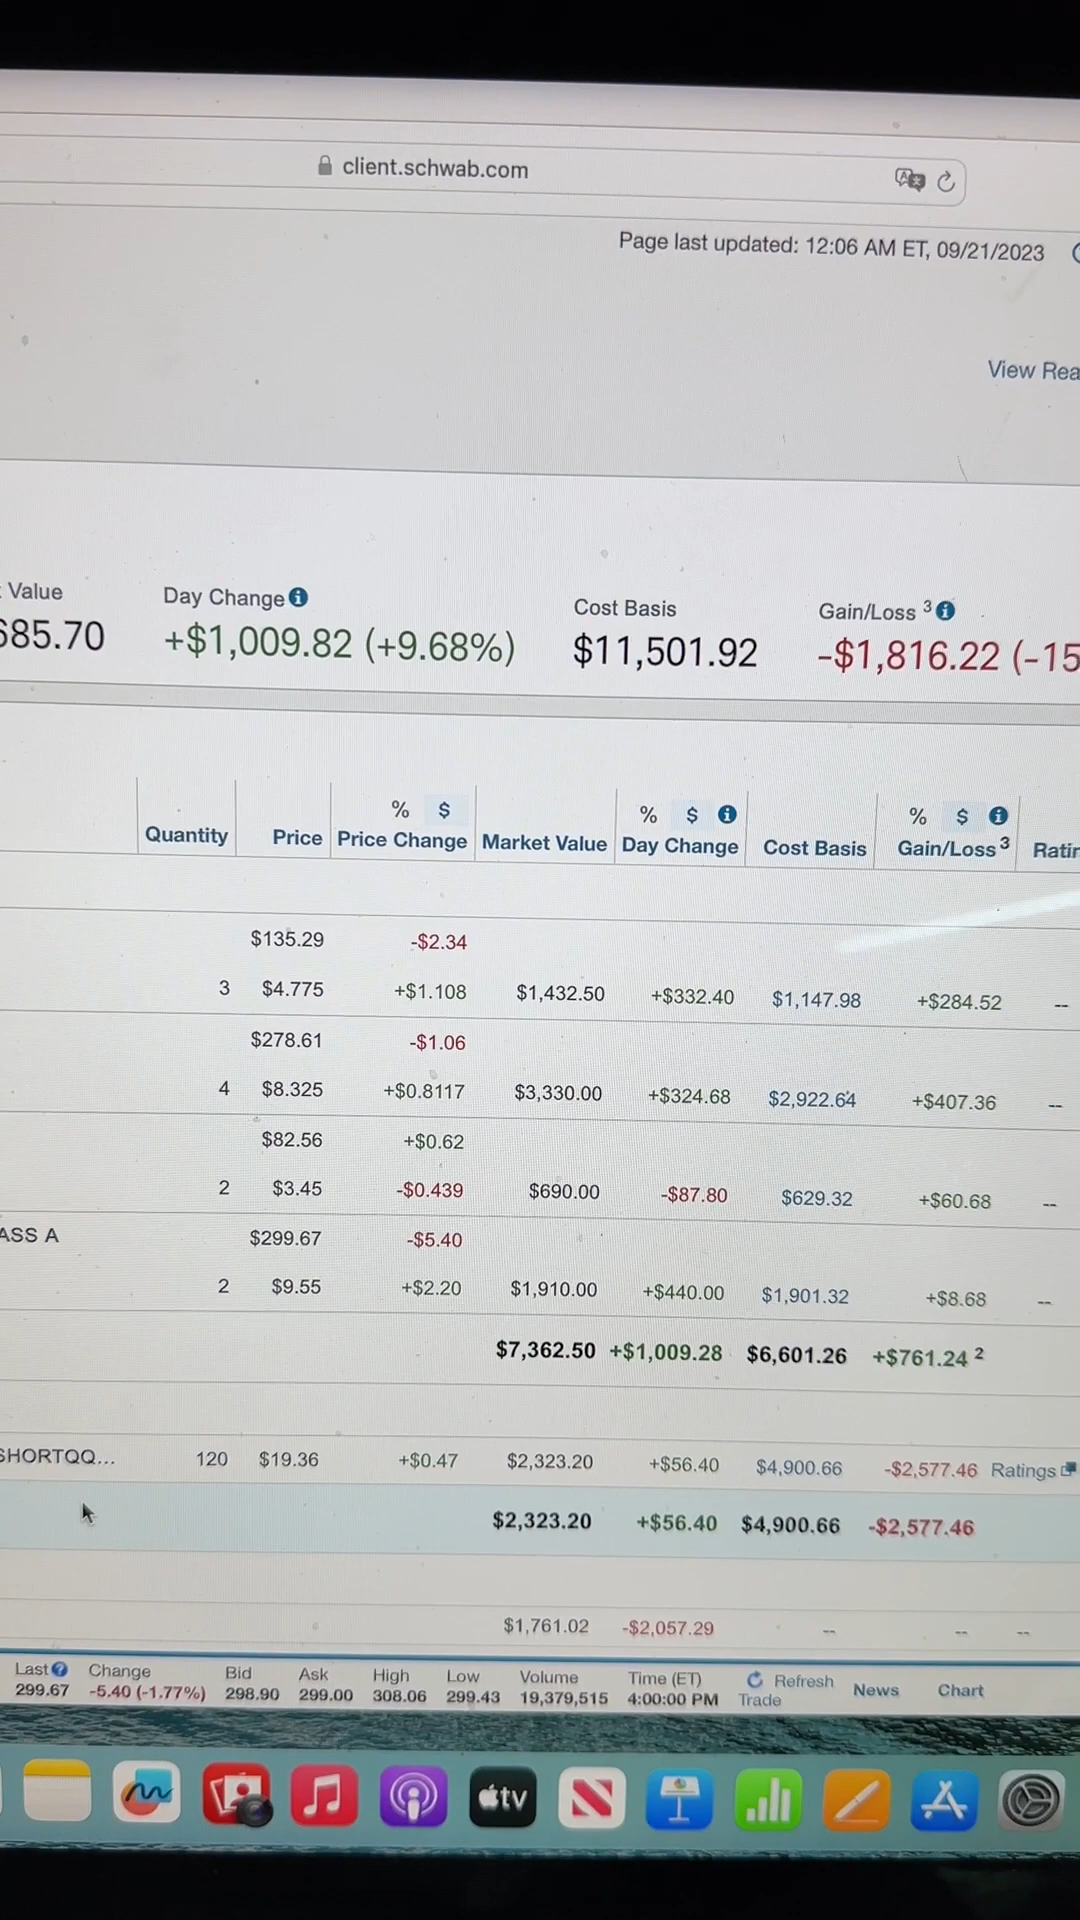 client.schwab.com
Page last updated: 12:06 AM ET, 09/21/2023
View Rea
Value Day Change Cost Basis Gain/Loss 3
685.70 +$1,009.82 (+9.68%) $11,501.92 -$1,816.22 (-15
% $ % $ % $
Quantity Price Price Change Market Value Day Change Cost Basis Gain/Loss 3 Ratin
$135.29 -$2.34
3 $4.775 +$1.108 $1,432.50 +$332.40 $1,147.98 +$284.52 --
$278.61 -$1.06
4 $8.325 +$0.8117 $3,330.00 +$324.68 $2,922.64 +$407.36 --
$82.56 +$0.62
2 $3.45 -$0.439 $690.00 -$87.80 $629.32 +$60.68 --
ASS A $299.67 -$5.40
2 $9.55 +$2.20 $1,910.00 +$440.00 $1,901.32 +$8.68 --
$7,362.50 +$1,009.28 $6,601.26 +$761.24 2
SHORTQQ... 120 $19.36 +$0.47 $2,323.20 +$56.40 $4,900.66 -$2,577.46 Ratings
$2,323.20 +$56.40 $4,900.66 -$2,577.46
$1,761.02 -$2,057.29 -- -- --
Last Change Bid Ask High Low Volume Time (ET) Refresh News Chart
299.67 -5.40 (-1.77%) 298.90 299.00 308.06 299.43 19,379,515 4:00:00 PM Trade
tv